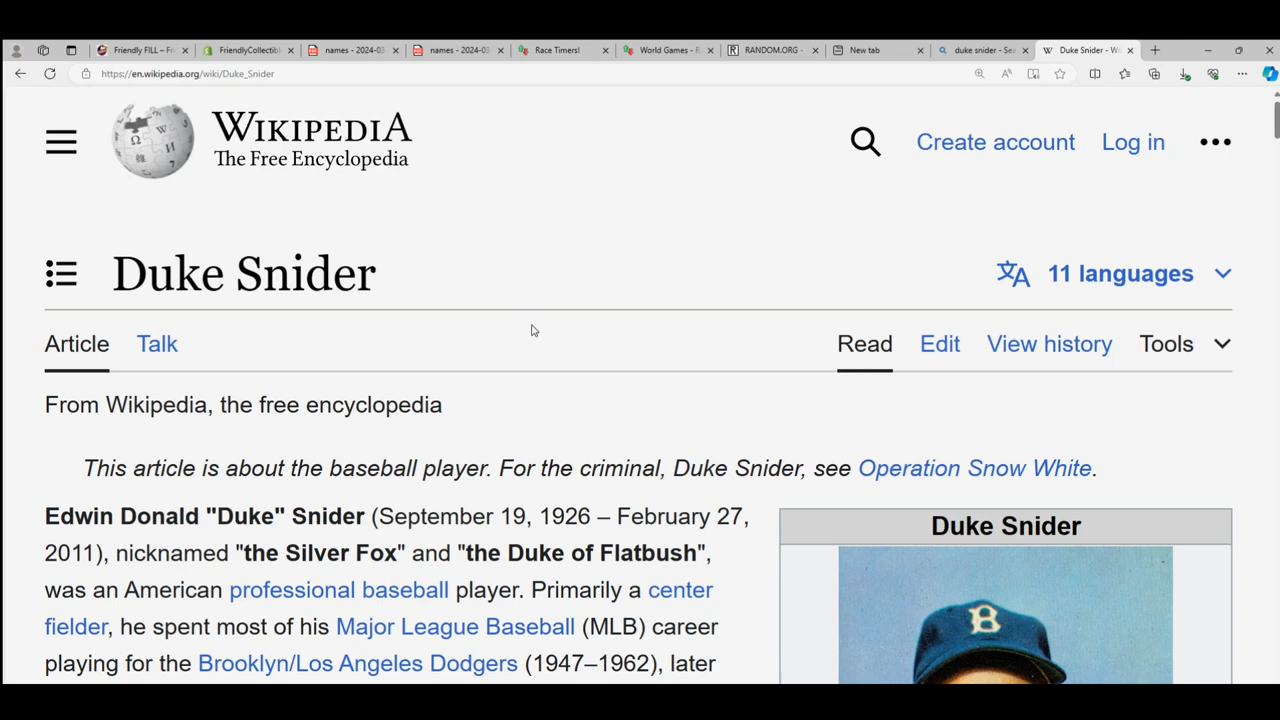 Friendly FILL – Fri
FriendlyCollectibl
names - 2024-03
names - 2024-03
Race Timers!
World Games - R
RANDOM.ORG -
New tab
duke snider - Sea
Duke Snider - Wi
https://en.wikipedia.org/wiki/Duke_Snider
WIKIPEDIA
The Free Encyclopedia
Create account
Log in
Duke Snider
11 languages
Article
Talk
Read
Edit
View history
Tools
From Wikipedia, the free encyclopedia
This article is about the baseball player. For the criminal, Duke Snider, see Operation Snow White.
Edwin Donald "Duke" Snider (September 19, 1926 – February 27,
2011), nicknamed "the Silver Fox" and "the Duke of Flatbush",
was an American professional baseball player. Primarily a center
fielder, he spent most of his Major League Baseball (MLB) career
playing for the Brooklyn/Los Angeles Dodgers (1947–1962), later
Duke Snider
B